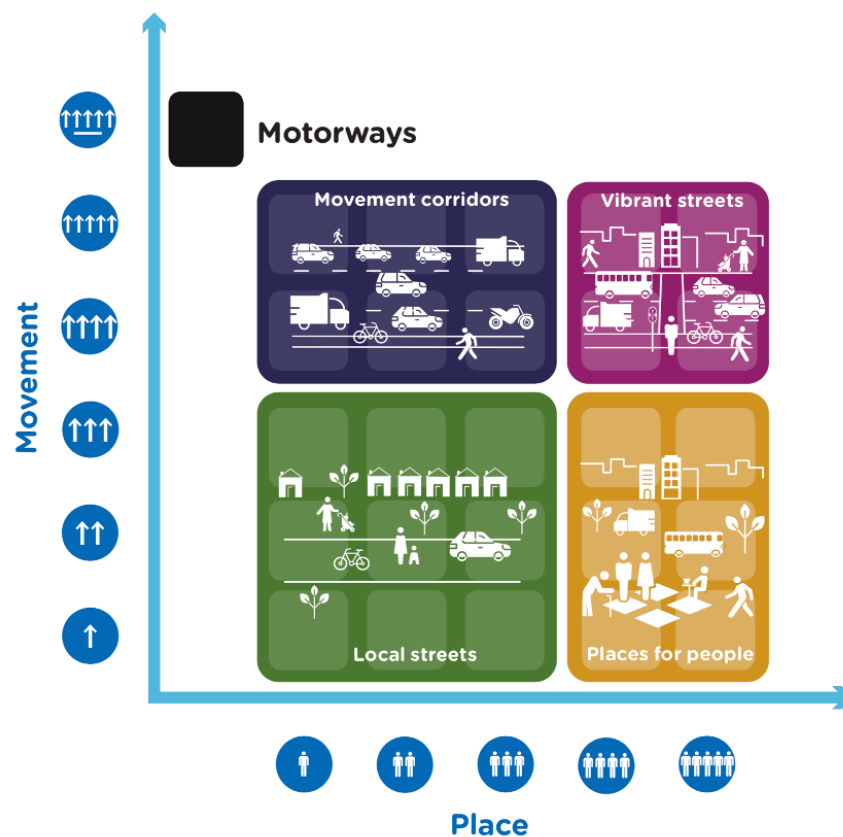 Motorways
Movement corridors
Vibrant streets
Movement
Local streets
Places for people
Place